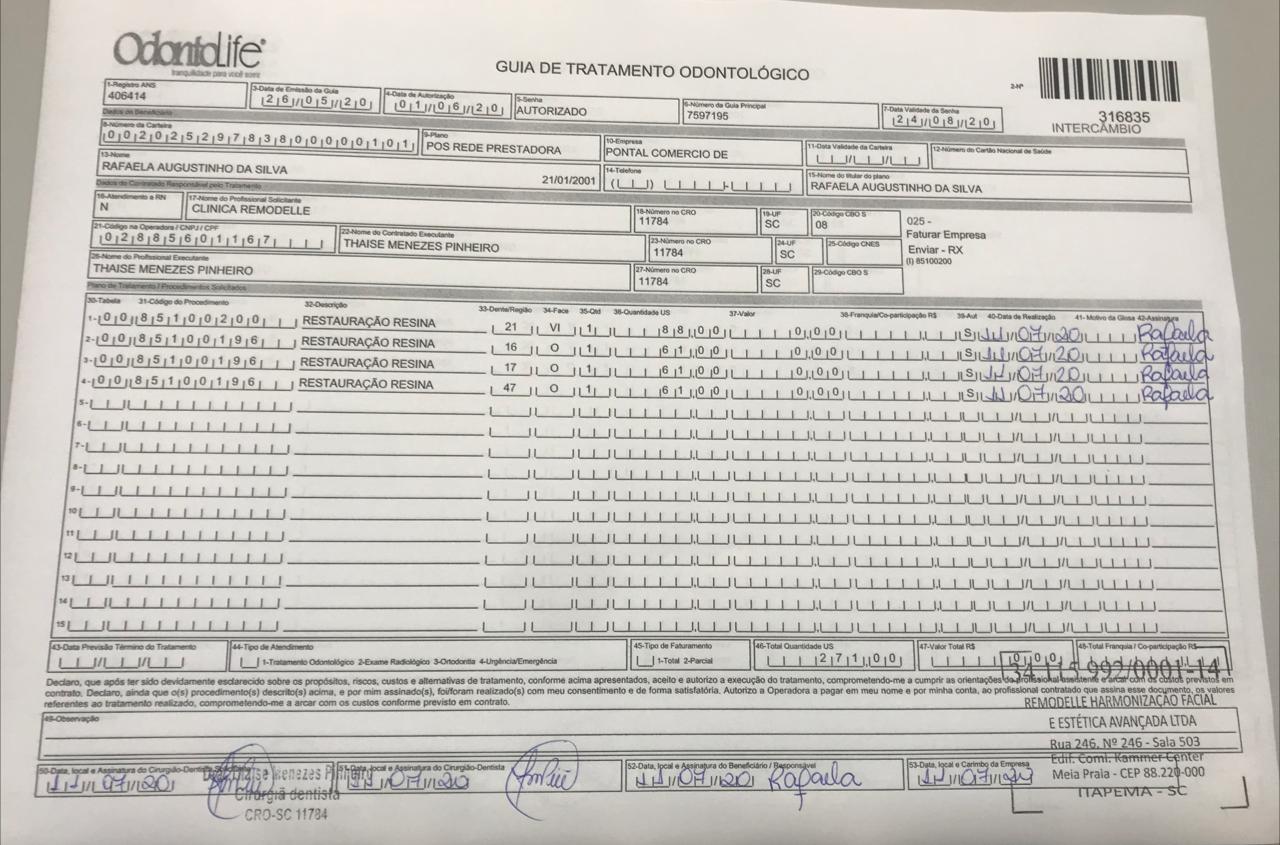 OdontoLife®
tranquilidade para você sorrir
GUIA DE TRATAMENTO ODONTOLÓGICO
2-Nº
316835
INTERCÂMBIO
1-Registro ANS
406414
3-Data de Emissão da Guia
26/05/20
4-Data de Autorização
01/06/20
5-Senha
AUTORIZADO
6-Número da Guia Principal
7597195
7-Data Validade da Senha
24/08/20
Dados do Beneficiário
8-Número da Carteira
00202529783800000101
9-Plano
POS REDE PRESTADORA
10-Empresa
PONTAL COMERCIO DE
11-Data Validade da Carteira
12-Número do Cartão Nacional de Saúde
13-Nome
RAFAELA AUGUSTINHO DA SILVA 21/01/2001
14-Telefone
15-Nome do titular do plano
RAFAELA AUGUSTINHO DA SILVA
Dados do Contratado Responsável pelo Tratamento
16-Atendimento a RN
N
17-Nome do Profissional Solicitante
CLINICA REMODELLE
18-Número no CRO
11784
19-UF
SC
20-Código CBO S
08
025 -
Faturar Empresa
Enviar - RX
(I) 85100200
21-Código na Operadora / CNPJ / CPF
02885601167
22-Nome do Contratado Executante
THAISE MENEZES PINHEIRO
23-Número no CRO
11784
24-UF
SC
25-Código CNES
26-Nome do Profissional Executante
THAISE MENEZES PINHEIRO
27-Número no CRO
11784
28-UF
SC
29-Código CBO S
Plano de Tratamento / Procedimentos Solicitados
30-Tabela 31-Código do Procedimento 32-Descrição 33-Dente/Região 34-Face 35-Qtd 36-Quantidade US 37-Valor 38-Franquia/Co-participação R$ 39-Aut 40-Data de Realização 41- Motivo da Glosa 42-Assinatura
1- 00 85100200 RESTAURAÇÃO RESINA 21 VI 1 88,00 0,00 S 11/07/20 Rafaela
2- 00 85100196 RESTAURAÇÃO RESINA 16 O 1 61,00 0,00 S 11/07/20 Rafaela
3- 00 85100196 RESTAURAÇÃO RESINA 17 O 1 61,00 0,00 S 11/07/20 Rafaela
4- 00 85100196 RESTAURAÇÃO RESINA 47 O 1 61,00 0,00 S 11/07/20 Rafaela
5-
6-
7-
8-
9-
10
11
12
13
14
15
43-Data Previsão Término do Tratamento
44-Tipo de Atendimento
1-Tratamento Odontológico 2-Exame Radiológico 3-Ortodontia 4-Urgência/Emergência
45-Tipo de Faturamento
1-Total 2-Parcial
46-Total Quantidade US
271,00
47-Valor Total R$
0,00
48-Total Franquia / Co-participação R$
Declaro, que após ter sido devidamente esclarecido sobre os propósitos, riscos, custos e alternativas de tratamento, conforme acima apresentados, aceito e autorizo a execução do tratamento, comprometendo-me a cumprir as orientações do profissional assistente e arcar com os custos previstos em
contrato. Declaro, ainda que o(s) procedimento(s) descrito(s) acima, e por mim assinado(s), foi/foram realizado(s) com meu consentimento e de forma satisfatória. Autorizo a Operadora a pagar em meu nome e por minha conta, ao profissional contratado que assina esse documento, os valores
referentes ao tratamento realizado, comprometendo-me a arcar com os custos conforme previsto em contrato.
49-Observação
REMODELLE HARMONIZAÇÃO FACIAL
E ESTÉTICA AVANÇADA LTDA
Rua 246, Nº 246 - Sala 503
Edif. Coml. Kammer Center
Meia Praia - CEP 88.220-000
ITAPEMA - SC
50-Data, local e Assinatura do Cirurgião-Dentista Solicitante
11/07/20
Menezes Pinheiro
Cirurgiã dentista
CRO-SC 11784
51-Data, local e Assinatura do Cirurgião-Dentista
11/07/20
52-Data, local e Assinatura do Beneficiário / Responsável
11/07/20 Rafaela
53-Data, local e Carimbo da Empresa
11/07/20